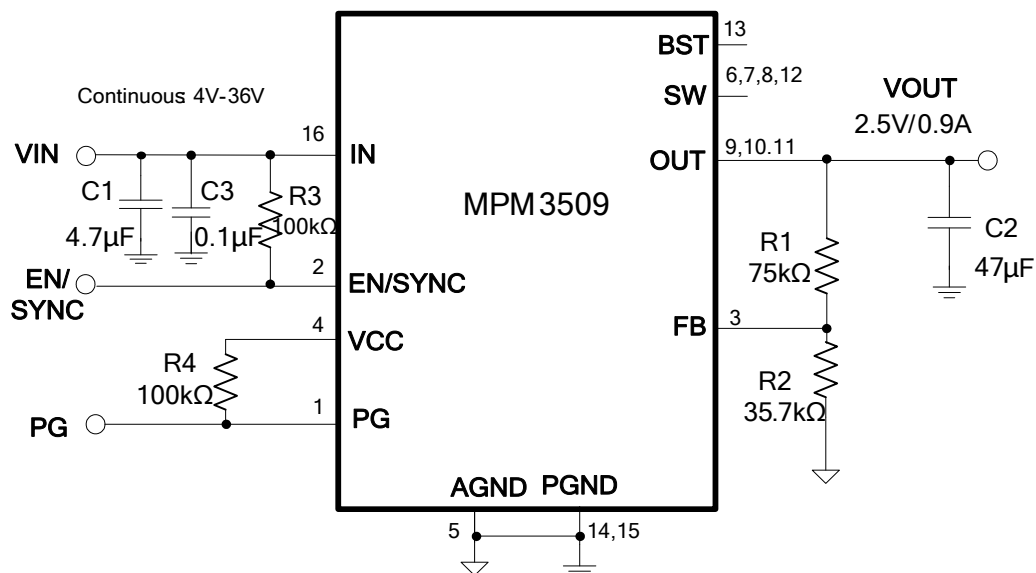 BST
13
SW
6,7,8,12
Continuous: 4V-36V
VOUT
2.5V/0.9A
VIN
16
IN
OUT
9,10.11
C1
4.7µF
C3
0.1µF
R3
100kΩ
MPM3509
R1
75kΩ
C2
47µF
EN/
SYNC
2
EN/SYNC
4
VCC
FB
3
R4
100kΩ
R2
35.7kΩ
PG
1
PG
AGND
PGND
5
14,15